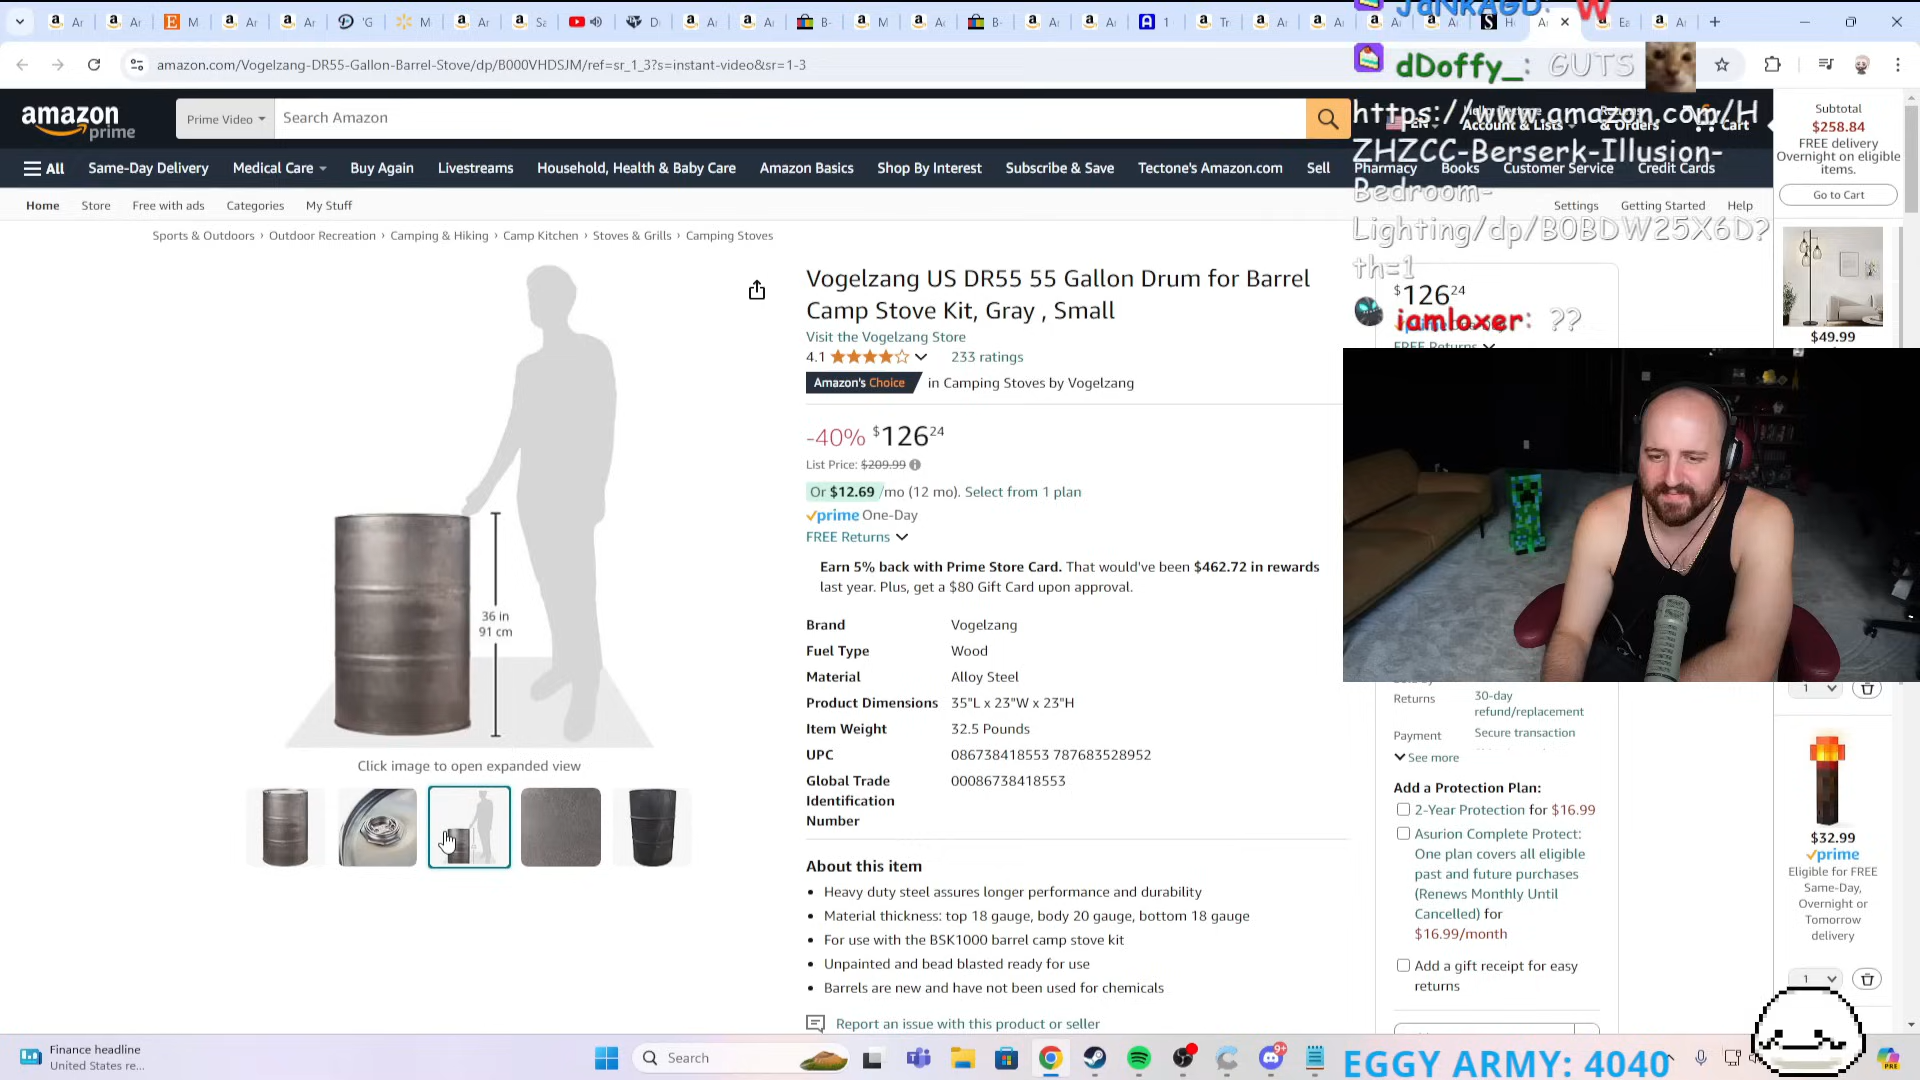 amazon.com/Vogelzang-DR55-Gallon-Barrel-Stove/dp/B000VHDSJM/ref=sr_1_3?s=instant-video&sr=1-3
dDoffy_: GUTS
https://www.amazon.com/H
ZHZCC-Berserk-Illusion-
Bedroom-
Lighting/dp/B0BDW25X6D?
th=1
iamloxer: ??
amazon
prime
Prime Video
Search Amazon
EN
Account & Lists
& Orders
Cart
All
Same-Day Delivery
Medical Care
Buy Again
Livestreams
Household, Health & Baby Care
Amazon Basics
Shop By Interest
Subscribe & Save
Tectone's Amazon.com
Sell
Pharmacy
Books
Customer Service
Credit Cards
Home
Store
Free with ads
Categories
My Stuff
Settings
Getting Started
Help
Sports & Outdoors › Outdoor Recreation › Camping & Hiking › Camp Kitchen › Stoves & Grills › Camping Stoves
36 in
91 cm
Click image to open expanded view
Vogelzang US DR55 55 Gallon Drum for Barrel
Camp Stove Kit, Gray , Small
Visit the Vogelzang Store
4.1
233 ratings
Amazon's Choice in Camping Stoves by Vogelzang
-40% $126 24
List Price: $209.99
Or $12.69 /mo (12 mo). Select from 1 plan
prime One-Day
FREE Returns
Earn 5% back with Prime Store Card. That would've been $462.72 in rewards
last year. Plus, get a $80 Gift Card upon approval.
Brand Vogelzang
Fuel Type Wood
Material Alloy Steel
Product Dimensions 35"L x 23"W x 23"H
Item Weight 32.5 Pounds
UPC 086738418553 787683528952
Global Trade 00086738418553
Identification
Number
About this item
• Heavy duty steel assures longer performance and durability
• Material thickness: top 18 gauge, body 20 gauge, bottom 18 gauge
• For use with the BSK1000 barrel camp stove kit
• Unpainted and bead blasted ready for use
• Barrels are new and have not been used for chemicals
Report an issue with this product or seller
$126 24
FREE Returns
Returns 30-day
refund/replacement
Payment Secure transaction
See more
Add a Protection Plan:
2-Year Protection for $16.99
Asurion Complete Protect:
One plan covers all eligible
past and future purchases
(Renews Monthly Until
Cancelled) for
$16.99/month
Add a gift receipt for easy
returns
Subtotal
$258.84
FREE delivery
Overnight on eligible
items.
Go to Cart
$49.99
1
$32.99
prime
Eligible for FREE
Same-Day,
Overnight or
Tomorrow
delivery
1
Finance headline
United States re...
Search
9+
EGGY ARMY: 4040
PRE